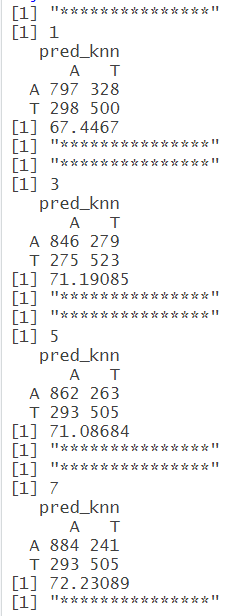 [1] "***************"
[1] 1
pred_knn
A T
A 797 328
T 298 500
[1] 67.4467
[1] "***************"
[1] "***************"
[1] 3
pred_knn
A T
A 846 279
T 275 523
[1] 71.19085
[1] "***************"
[1] "***************"
[1] 5
pred_knn
A T
A 862 263
T 293 505
[1] 71.08684
[1] "***************"
[1] "***************"
[1] 7
pred_knn
A T
A 884 241
T 293 505
[1] 72.23089
[1] "***************"